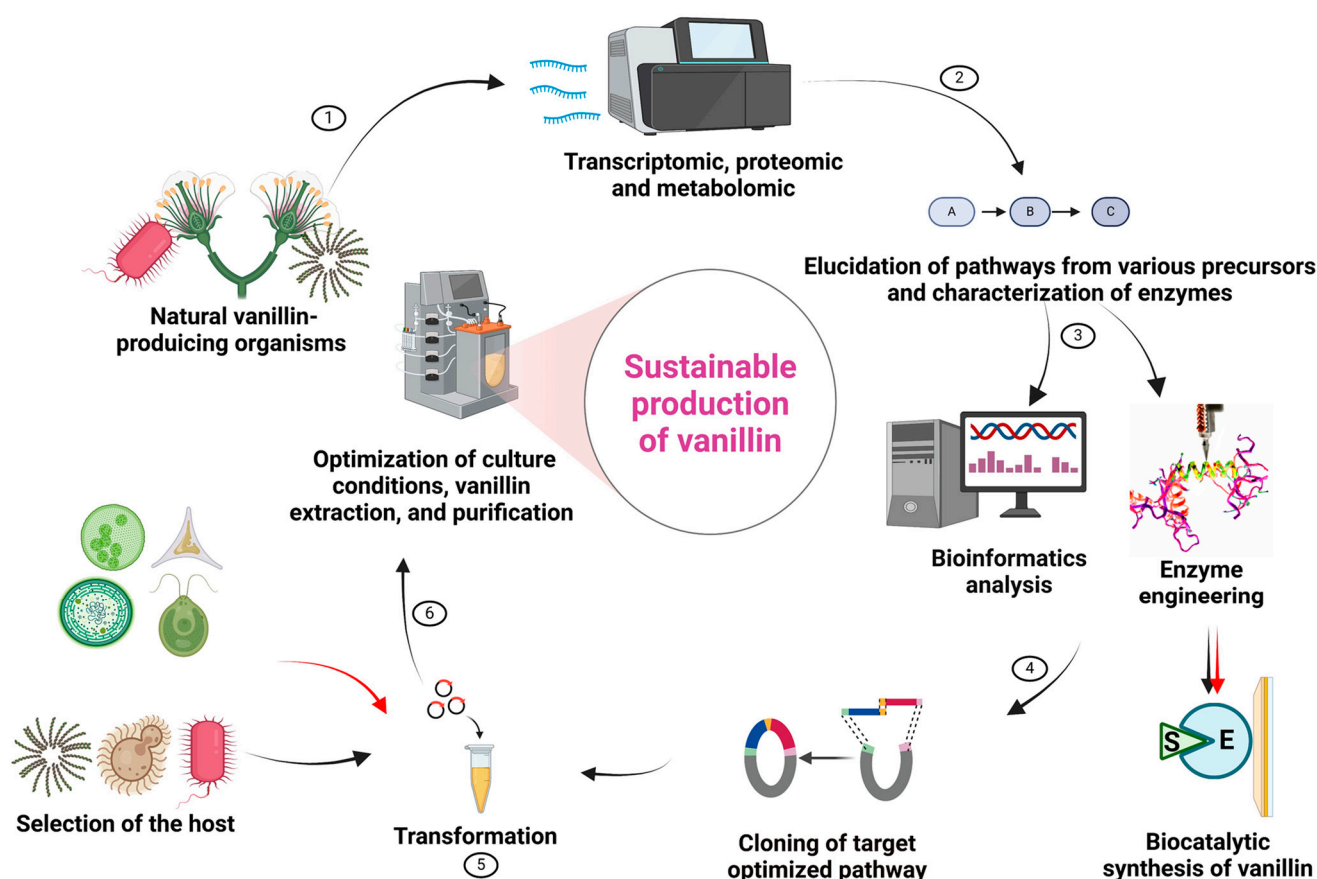 1
2
Transcriptomic, proteomic
and metabolomic
A
B
C
Elucidation of pathways from various precursors
and characterization of enzymes
Natural vanillin-
produicing organisms
Sustainable
production
of vanillin
3
Optimization of culture
conditions, vanillin
extraction, and purification
Bioinformatics
analysis
Enzyme
engineering
6
4
S
E
Selection of the host
Transformation
5
Cloning of target
optimized pathway
Biocatalytic
synthesis of vanillin